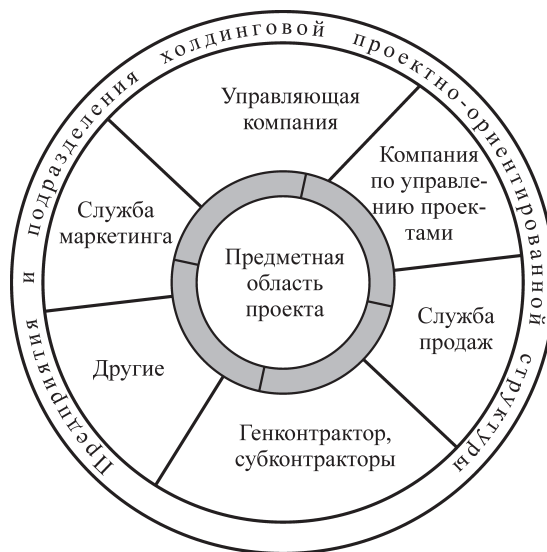 Предприятия и подразделения холдинговой проектно-ориентированной структуры
Управляющая
компания
Компания
по управле-
нию проек-
тами
Служба
продаж
Генконтрактор,
субконтракторы
Другие
Служба
маркетинга
Предметная
область
проекта